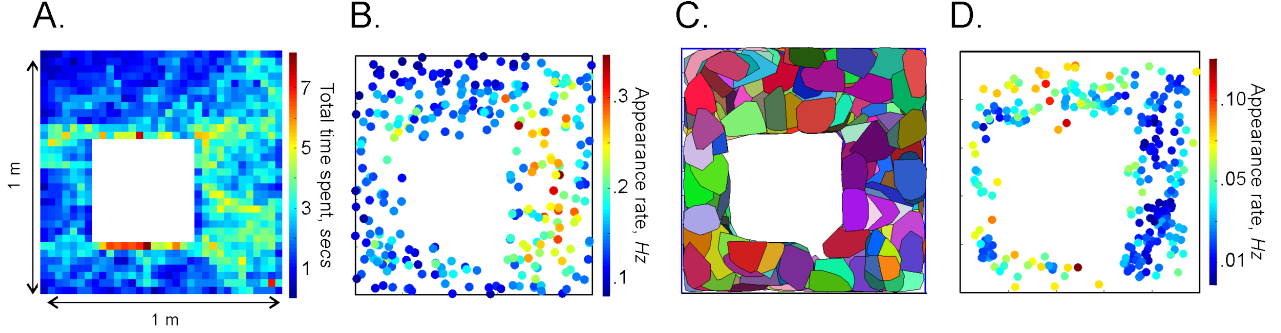 A.
B.
C.
D.
1 m
1 m
7
5
3
1
Total time spent, secs
.3
.2
.1
Appearance rate, Hz
.10
.05
.01
Appearance rate, Hz